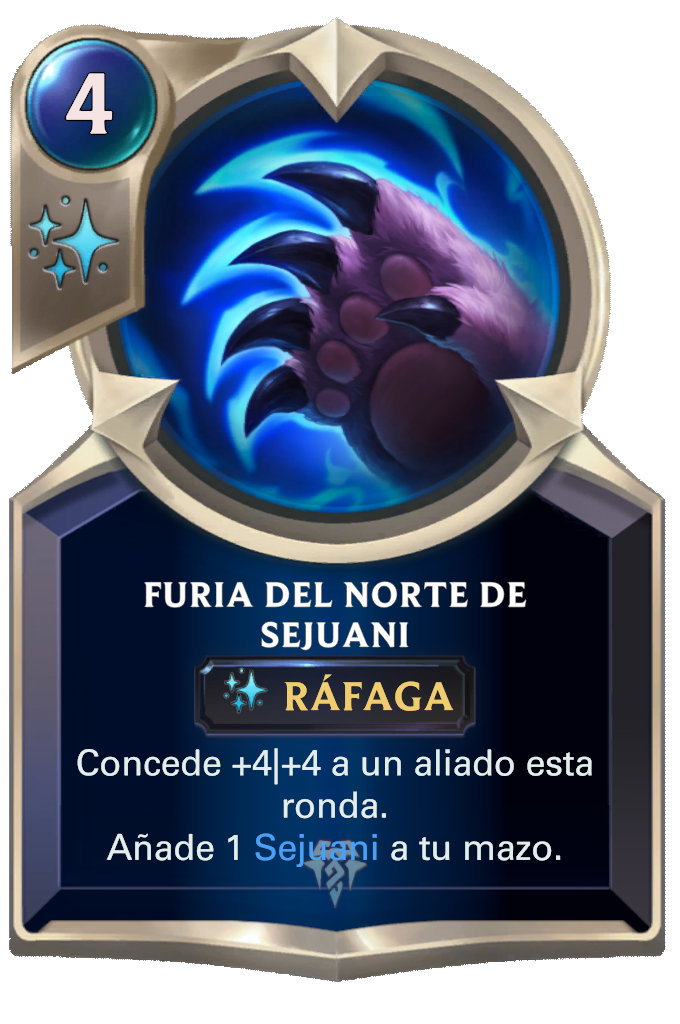 4
FURIA DEL NORTE DE
SEJUANI
RÁFAGA
Concede +4|+4 a un aliado esta
ronda.
Añade 1 Sejuani a tu mazo.